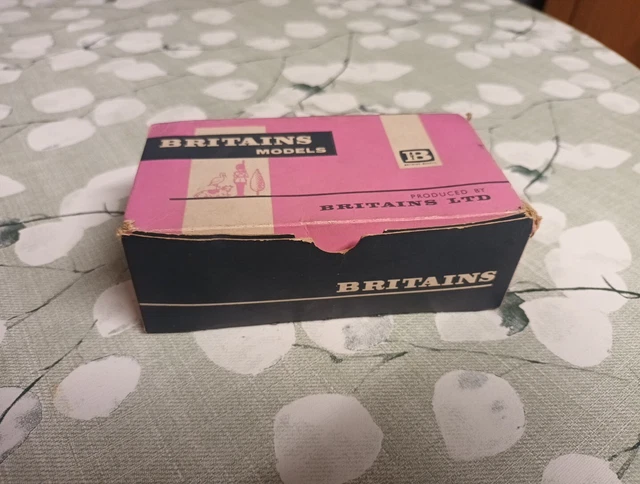 BRITAINS
MODELS
B
PRODUCED BY
BRITAINS LTD
BRITAINS